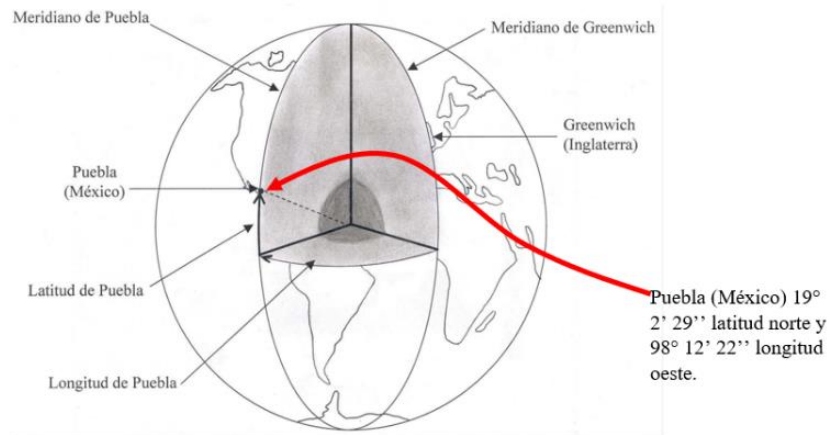 Meridiano de Puebla
Meridiano de Greenwich
Greenwich
(Inglaterra)
Puebla
(México)
Latitud de Puebla
Puebla (México) 19°
2’ 29’’ latitud norte y
98° 12’ 22’’ longitud
oeste.
Longitud de Puebla